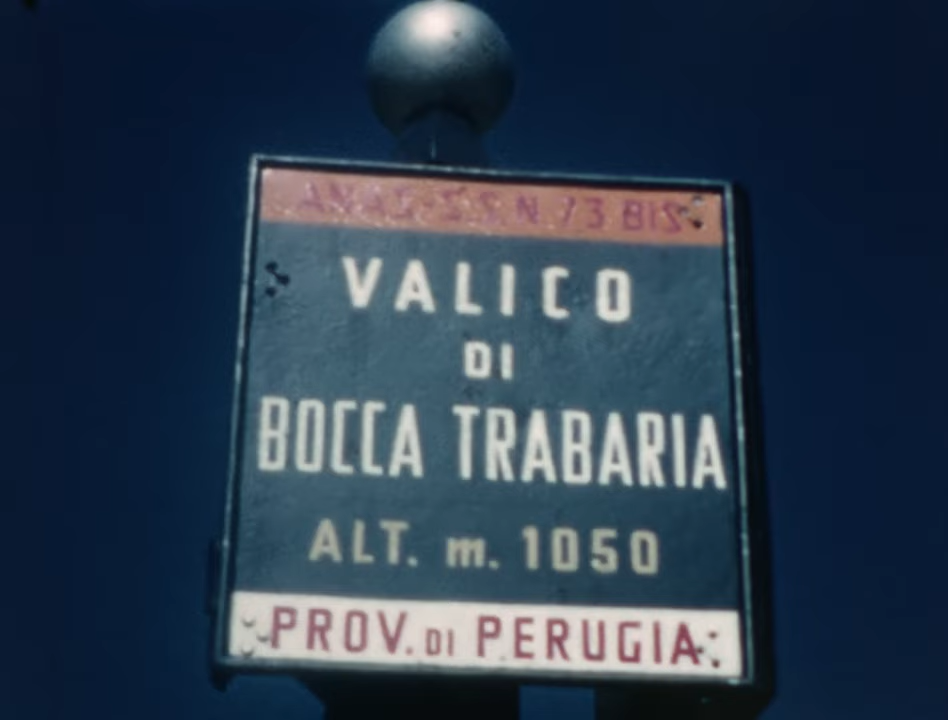 ANAS-S.S.N.73 BIS
VALICO
DI
BOCCA TRABARIA
ALT. m. 1050
PROV. DI PERUGIA